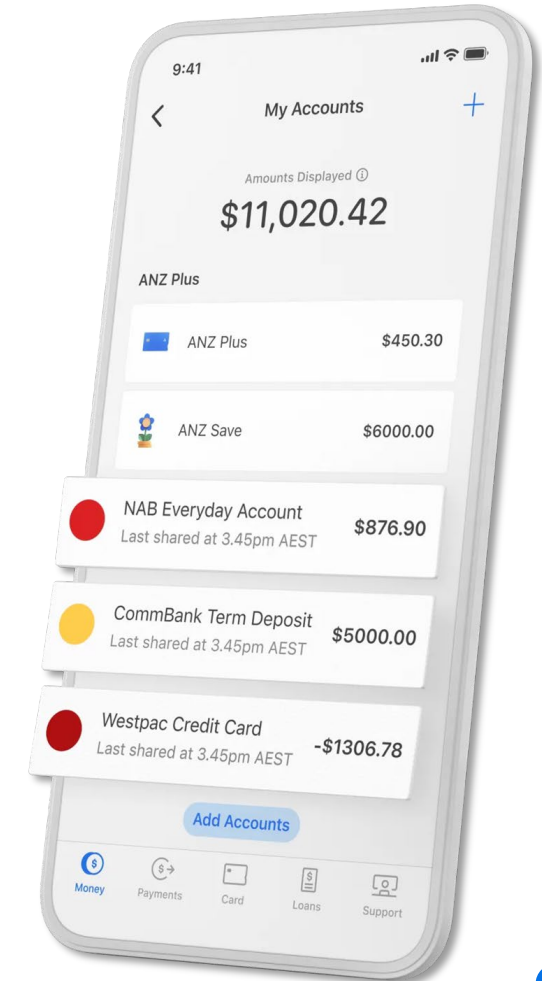 9:41
My Accounts
Amounts Displayed
$11,020.42
ANZ Plus
ANZ Plus $450.30
ANZ Save $6000.00
NAB Everyday Account $876.90
Last shared at 3.45pm AEST
CommBank Term Deposit $5000.00
Last shared at 3.45pm AEST
Westpac Credit Card -$1306.78
Last shared at 3.45pm AEST
Add Accounts
Money Payments Card Loans Support